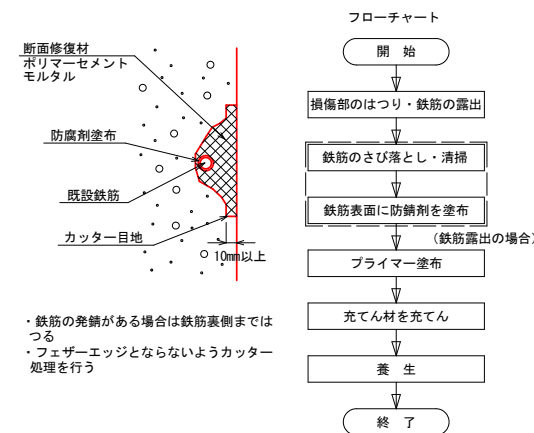 断面修復材
ポリマーセメント
モルタル
防腐剤塗布
既設鉄筋
カッター目地
10mm以上
・鉄筋の発錆がある場合は鉄筋裏側まではつる
・フェザーエッジとならないようカッター処理を行う
フローチャート
開　始
損傷部のはつり・鉄筋の露出
鉄筋のさび落とし・清掃
鉄筋表面に防錆剤を塗布
(鉄筋露出の場合)
プライマー塗布
充てん材を充てん
養　生
終　了